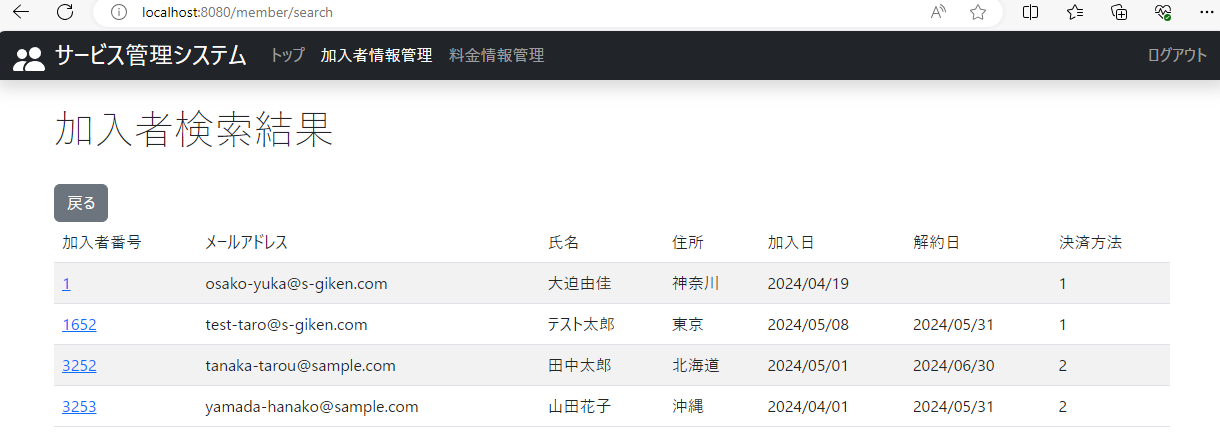 localhost:8080/member/search
サービス管理システム トップ 加入者情報管理 料金情報管理 ログアウト
加入者検索結果
戻る
加入者番号 メールアドレス 氏名 住所 加入日 解約日 決済方法
1 osako-yuka@s-giken.com 大迫由佳 神奈川 2024/04/19 1
1652 test-taro@s-giken.com テスト太郎 東京 2024/05/08 2024/05/31 1
3252 tanaka-tarou@sample.com 田中太郎 北海道 2024/05/01 2024/06/30 2
3253 yamada-hanako@sample.com 山田花子 沖縄 2024/04/01 2024/05/31 2